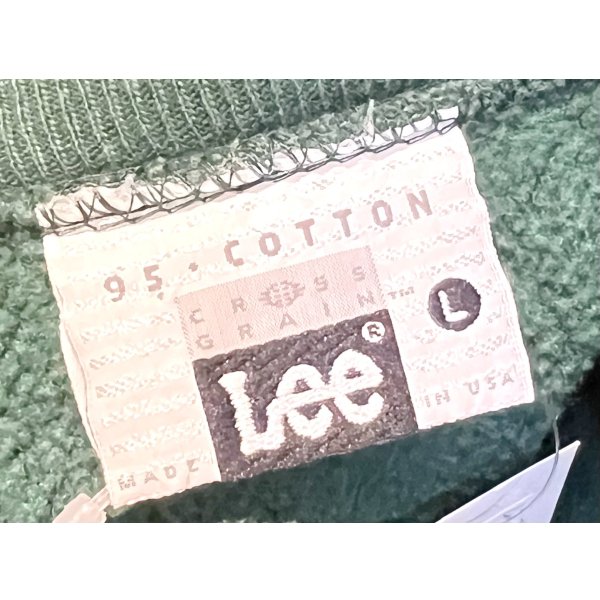 95 • COTTON
CROSS
GRAIN™
L
Lee®
MADE IN USA